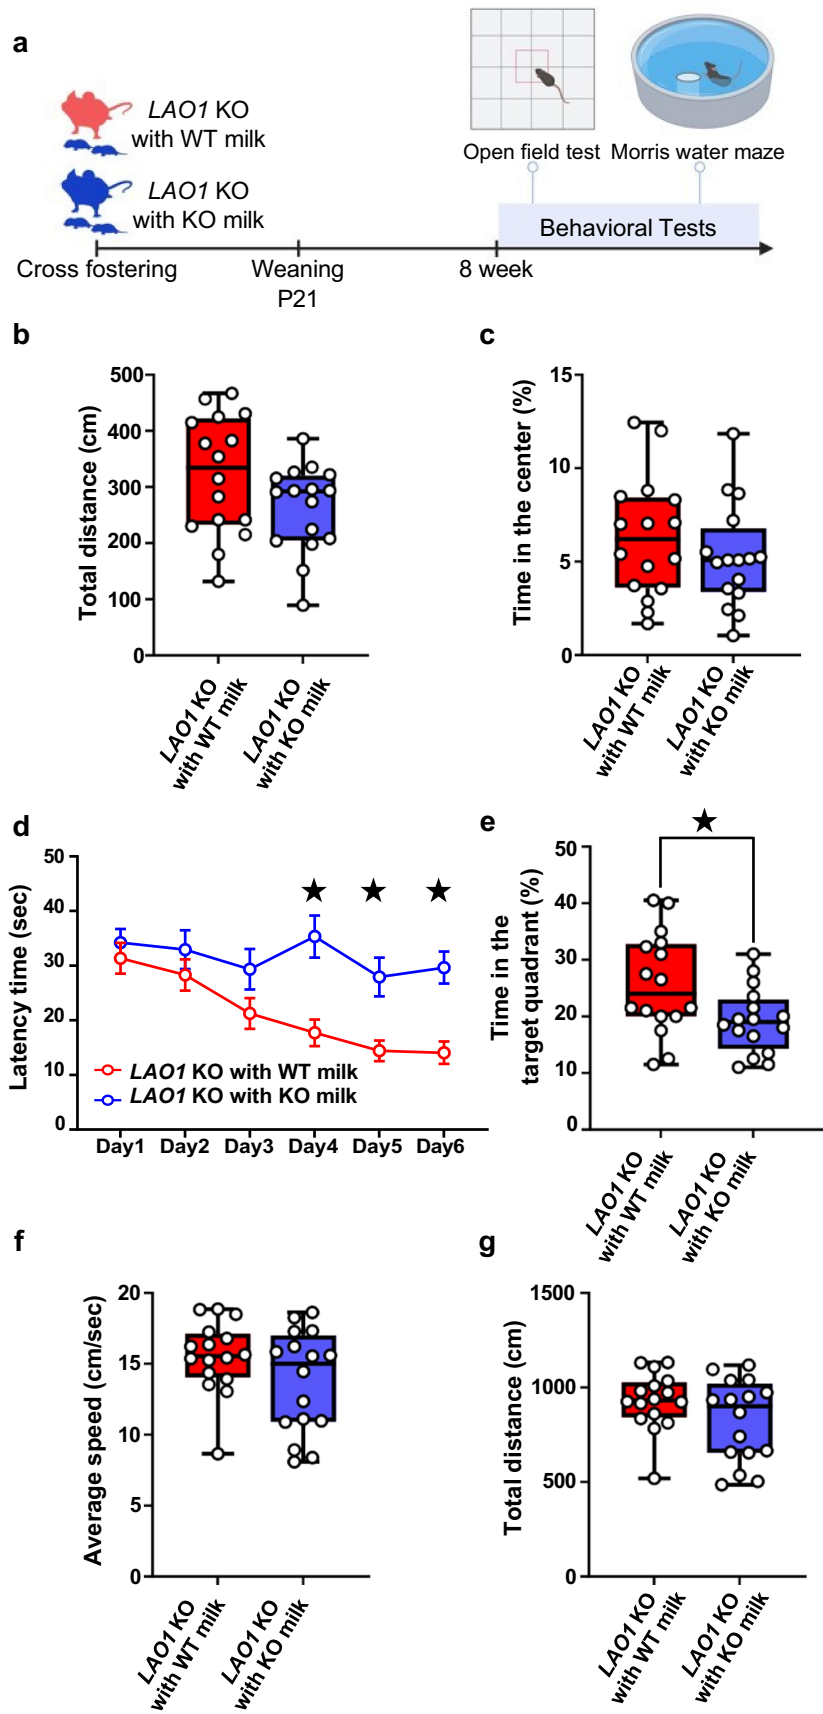 a
LAO1 KO
with WT milk
LAO1 KO
with KO milk
Open field test
Morris water maze
Behavioral Tests
Cross fostering
Weaning
P21
8 week
b
Total distance (cm)
500
400
300
200
100
0
LAO1 KO
with WT milk
LAO1 KO
with KO milk
c
Time in the center (%)
15
10
5
0
LAO1 KO
with WT milk
LAO1 KO
with KO milk
d
Latency time (sec)
50
40
30
20
10
0
LAO1 KO with WT milk
LAO1 KO with KO milk
Day1 Day2 Day3 Day4 Day5 Day6
★ ★ ★
e
★
Time in the
target quadrant (%)
50
40
30
20
10
0
LAO1 KO
with WT milk
LAO1 KO
with KO milk
f
Average speed (cm/sec)
20
15
10
5
0
LAO1 KO
with WT milk
LAO1 KO
with KO milk
g
Total distance (cm)
1500
1000
500
0
LAO1 KO
with WT milk
LAO1 KO
with KO milk